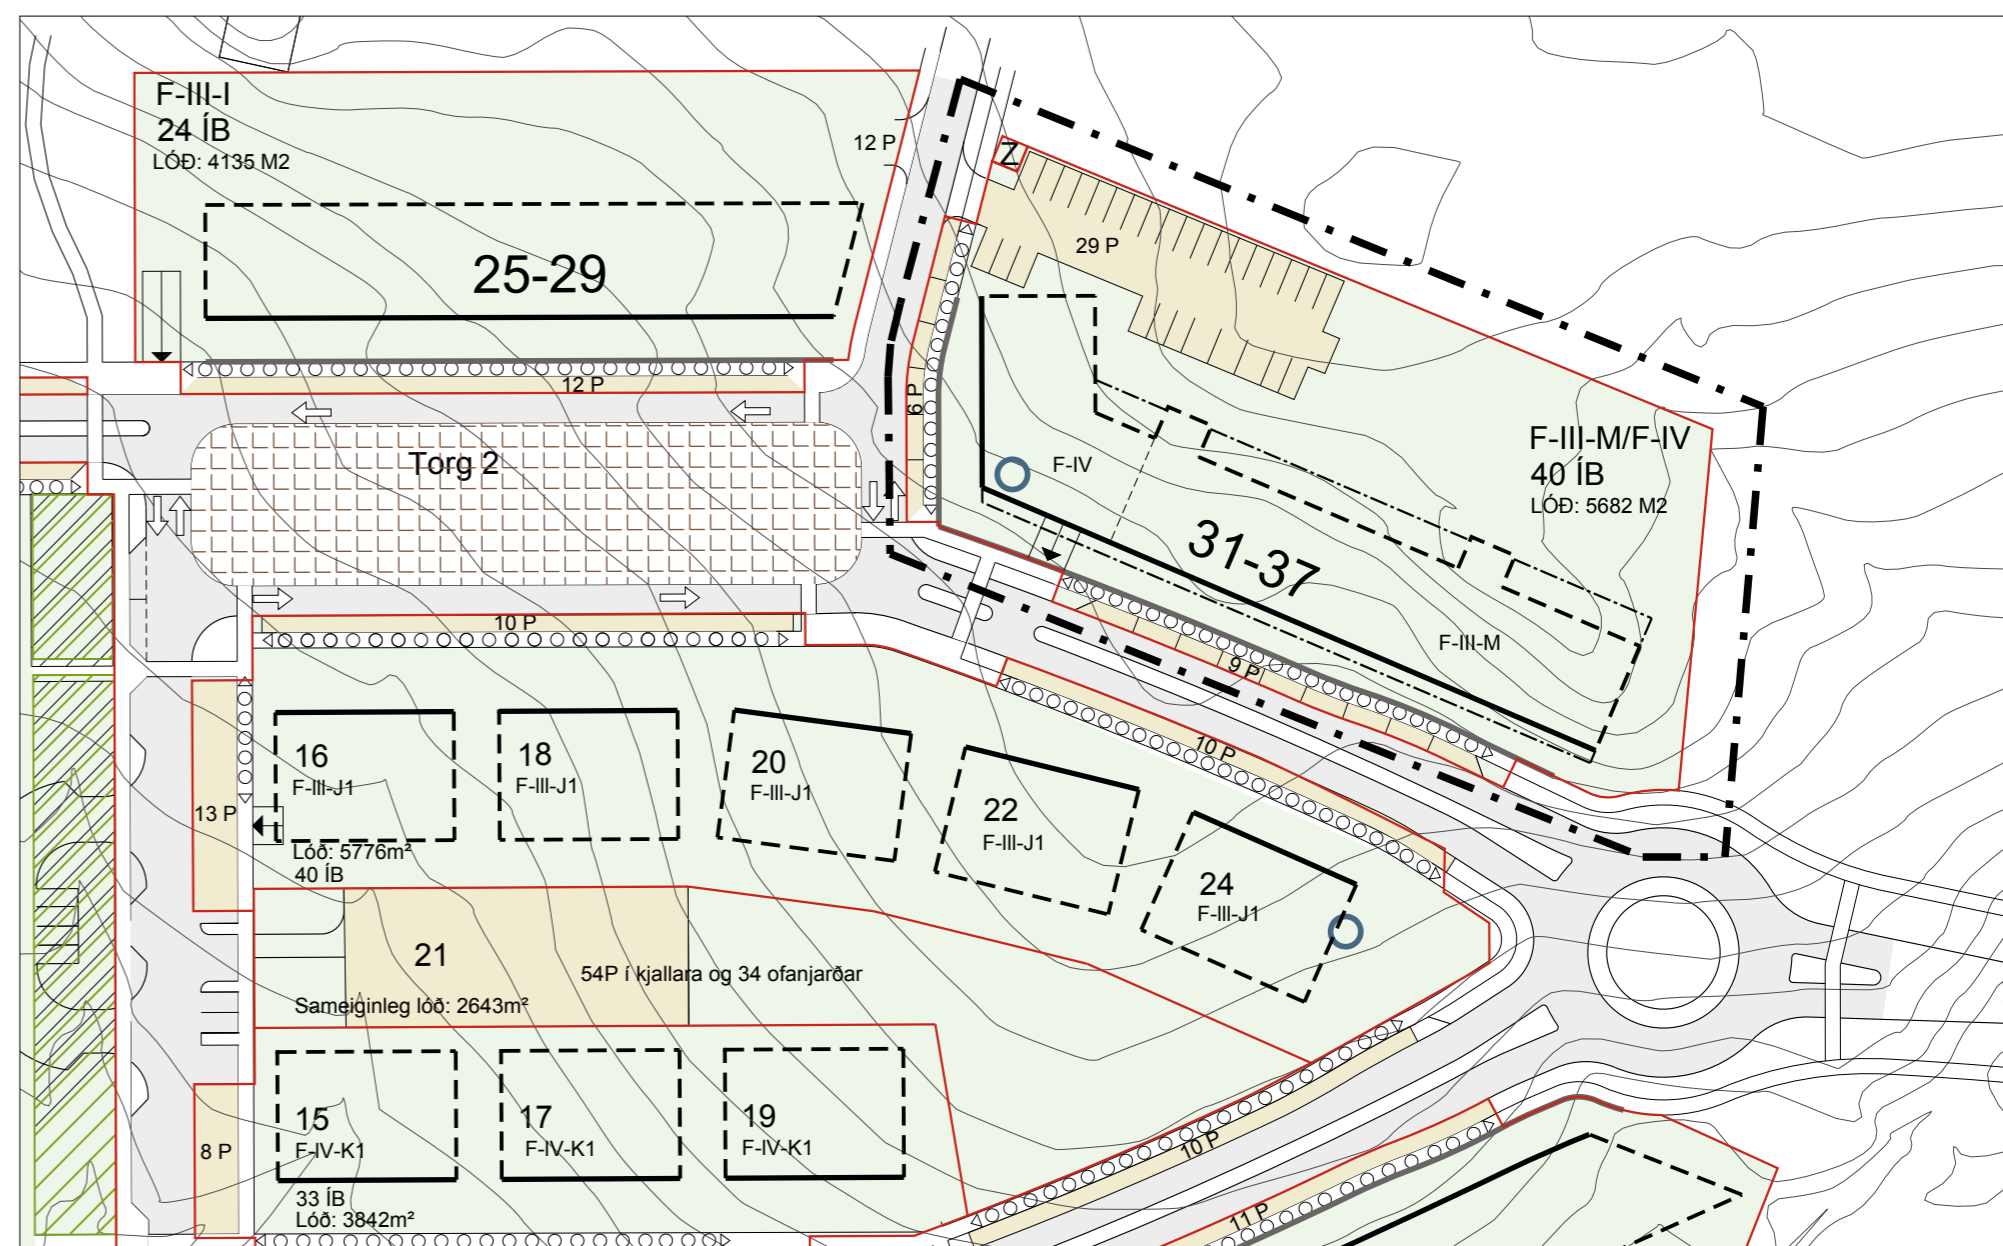 F-III-I
24 ÍB
LÓÐ: 4135 M2
12 P
Z
29 P
25-29
12 P
6 P
Torg 2
F-IV
F-III-M/F-IV
40 ÍB
LÓÐ: 5682 M2
31-37
F-III-M
9 P
10 P
10 P
16
F-III-J1
18
F-III-J1
20
F-III-J1
22
F-III-J1
24
F-III-J1
13 P
Lóð: 5776m²
40 ÍB
21
54P í kjallara og 34 ofanjarðar
Sameiginleg lóð: 2643m²
15
F-IV-K1
17
F-IV-K1
19
F-IV-K1
8 P
33 ÍB
Lóð: 3842m²
10 P
11 P